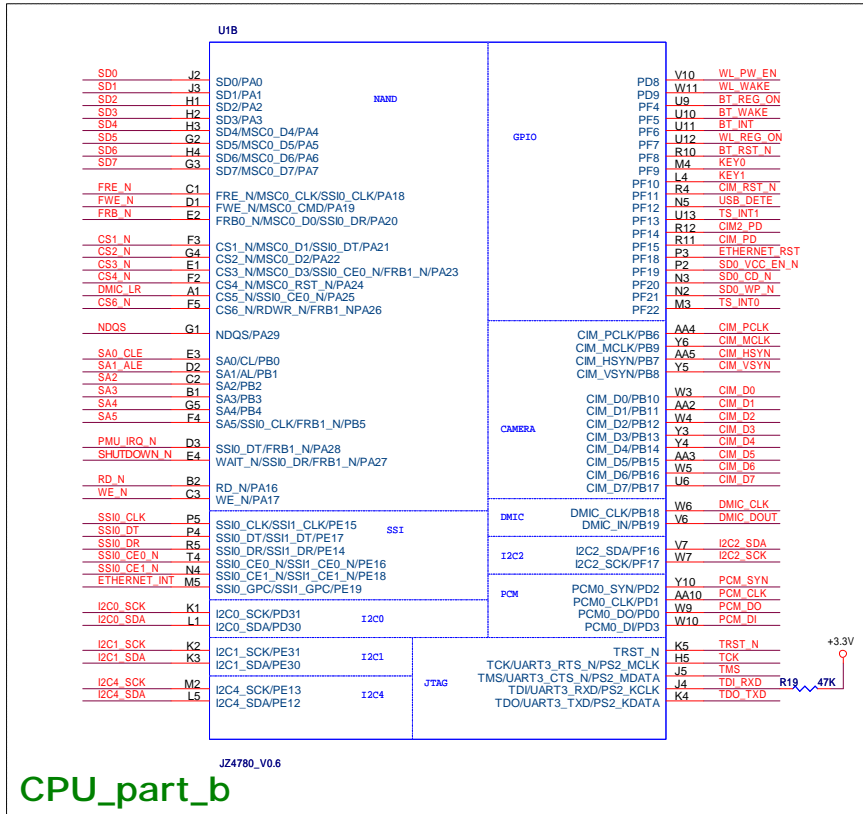 U1B
SD0 J2 SD0/PA0
SD1 J3 SD1/PA1
SD2 H1 SD2/PA2
SD3 H2 SD3/PA3
SD4 H3 SD4/MSC0_D4/PA4
SD5 G2 SD5/MSC0_D5/PA5
SD6 H4 SD6/MSC0_D6/PA6
SD7 G3 SD7/MSC0_D7/PA7
NAND
FRE_N C1 FRE_N/MSC0_CLK/SSI0_CLK/PA18
FWE_N D1 FWE_N/MSC0_CMD/PA19
FRB_N E2 FRB0_N/MSC0_D0/SSI0_DR/PA20
CS1_N F3 CS1_N/MSC0_D1/SSI0_DT/PA21
CS2_N G4 CS2_N/MSC0_D2/PA22
CS3_N E1 CS3_N/MSC0_D3/SSI0_CE0_N/FRB1_N/PA23
CS4_N F2 CS4_N/MSC0_RST_N/PA24
DMIC_LR A1 CS5_N/SSI0_CE0_N/PA25
CS6_N F5 CS6_N/RDWR_N/FRB1_NPA26
NDQS G1 NDQS/PA29
SA0_CLE E3 SA0/CL/PB0
SA1_ALE D2 SA1/AL/PB1
SA2 C2 SA2/PB2
SA3 B1 SA3/PB3
SA4 G5 SA4/PB4
SA5 F4 SA5/SSI0_CLK/FRB1_N/PB5
PMU_IRQ_N D3 SSI0_DT/FRB1_N/PA28
SHUTDOWN_N E4 WAIT_N/SSI0_DR/FRB1_N/PA27
RD_N B2 RD_N/PA16
WE_N C3 WE_N/PA17
SSI0_CLK P5 SSI0_CLK/SSI1_CLK/PE15
SSI0_DT P4 SSI0_DT/SSI1_DT/PE17
SSI0_DR R5 SSI0_DR/SSI1_DR/PE14
SSI0_CE0_N T4 SSI0_CE0_N/SSI1_CE0_N/PE16
SSI0_CE1_N N4 SSI0_CE1_N/SSI1_CE1_N/PE18
ETHERNET_INT M5 SSI0_GPC/SSI1_GPC/PE19
SSI
I2C0_SCK K1 I2C0_SCK/PD31
I2C0_SDA L1 I2C0_SDA/PD30
I2C0
I2C1_SCK K2 I2C1_SCK/PE31
I2C1_SDA K3 I2C1_SDA/PE30
I2C1
I2C4_SCK M2 I2C4_SCK/PE13
I2C4_SDA L5 I2C4_SDA/PE12
I2C4
GPIO
PD8 V10 WL_PW_EN
PD9 W11 WL_WAKE
PF4 U9 BT_REG_ON
PF5 U10 BT_WAKE
PF6 U11 BT_INT
PF7 U12 WL_REG_ON
PF8 R10 BT_RST_N
PF9 M4 KEY0
PF10 L4 KEY1
PF11 R4 CIM_RST_N
PF12 N5 USB_DETE
PF13 U13 TS_INT1
PF14 R12 CIM2_PD
PF15 R11 CIM_PD
PF18 P3 ETHERNET_RST
PF19 P2 SD0_VCC_EN_N
PF20 N3 SD0_CD_N
PF21 N2 SD0_WP_N
PF22 M3 TS_INT0
CIM_PCLK/PB6 AA4 CIM_PCLK
CIM_MCLK/PB9 Y6 CIM_MCLK
CIM_HSYN/PB7 AA5 CIM_HSYN
CIM_VSYN/PB8 Y5 CIM_VSYN
CIM_D0/PB10 W3 CIM_D0
CIM_D1/PB11 AA2 CIM_D1
CIM_D2/PB12 W4 CIM_D2
CIM_D3/PB13 Y3 CIM_D3
CIM_D4/PB14 Y4 CIM_D4
CIM_D5/PB15 AA3 CIM_D5
CIM_D6/PB16 W5 CIM_D6
CIM_D7/PB17 U6 CIM_D7
CAMERA
DMIC
DMIC_CLK/PB18 W6 DMIC_CLK
DMIC_IN/PB19 V6 DMIC_DOUT
I2C2
I2C2_SDA/PF16 V7 I2C2_SDA
I2C2_SCK/PF17 W7 I2C2_SCK
PCM
PCM0_SYN/PD2 Y10 PCM_SYN
PCM0_CLK/PD1 AA10 PCM_CLK
PCM0_DO/PD0 W9 PCM_DO
PCM0_DI/PD3 W10 PCM_DI
JTAG
TRST_N K5 TRST_N
TCK/UART3_RTS_N/PS2_MCLK H5 TCK
TMS/UART3_CTS_N/PS2_MDATA J5 TMS
TDI/UART3_RXD/PS2_KCLK J4 TDI_RXD R19 47K +3.3V
TDO/UART3_TXD/PS2_KDATA K4 TDO_TXD
JZ4780_V0.6
CPU_part_b